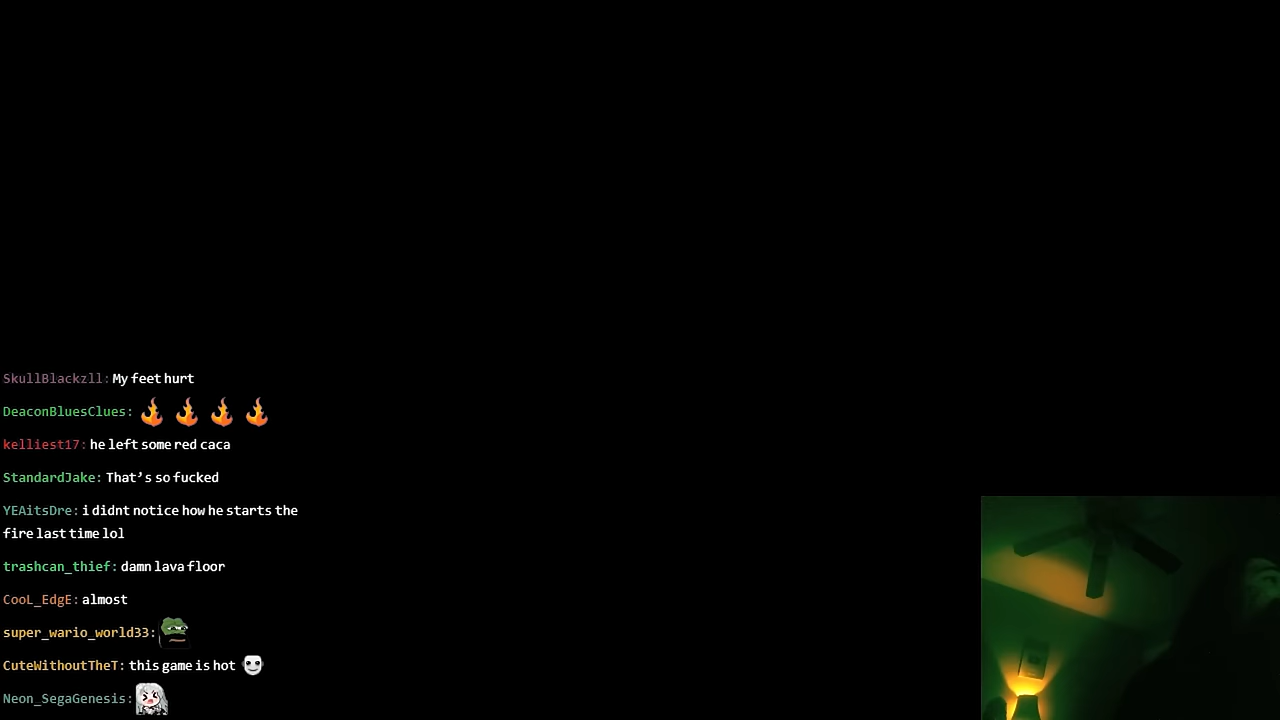 SkullBlackzll: My feet hurt
DeaconBluesClues:
kelliest17: he left some red caca
StandardJake: That's so fucked
YEAitsDre: i didnt notice how he starts the
fire last time lol
trashcan_thief: damn lava floor
CooL_EdgE: almost
super_wario_world33:
CuteWithoutTheT: this game is hot
Neon_SegaGenesis: